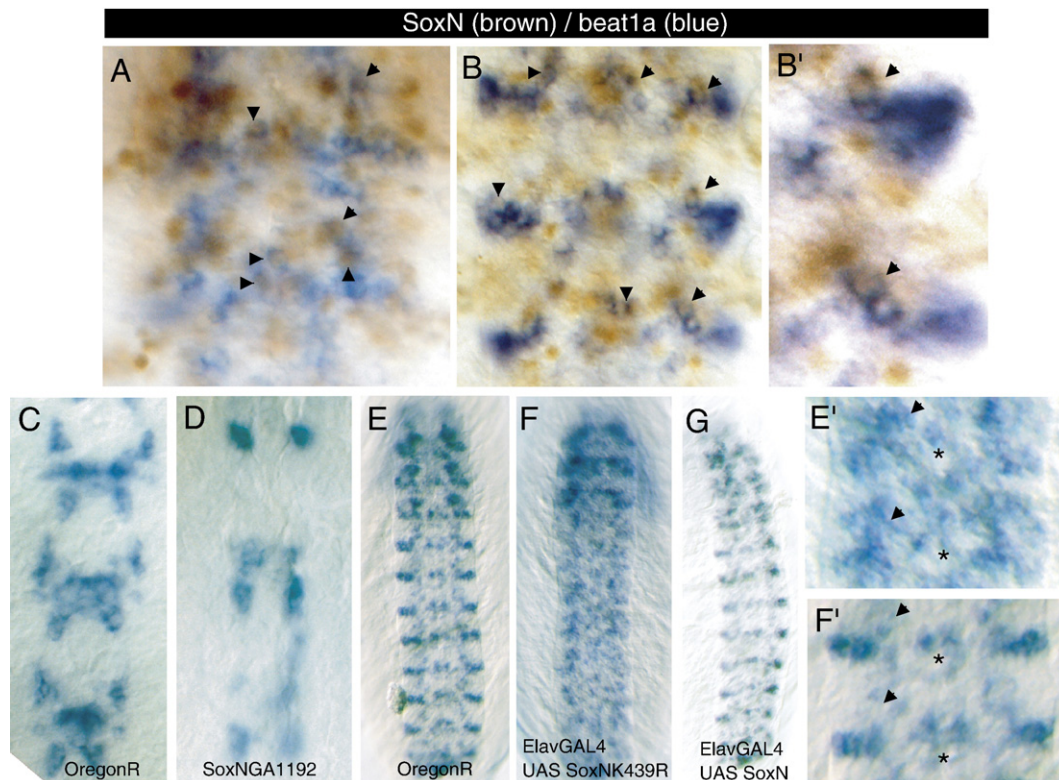 SoxN (brown) / beat1a (blue)
A
B
B'
C
D
E
F
G
E'
*
*
F'
*
*
OregonR
SoxNGA1192
OregonR
ElavGAL4
UAS SoxNK439R
ElavGAL4
UAS SoxN